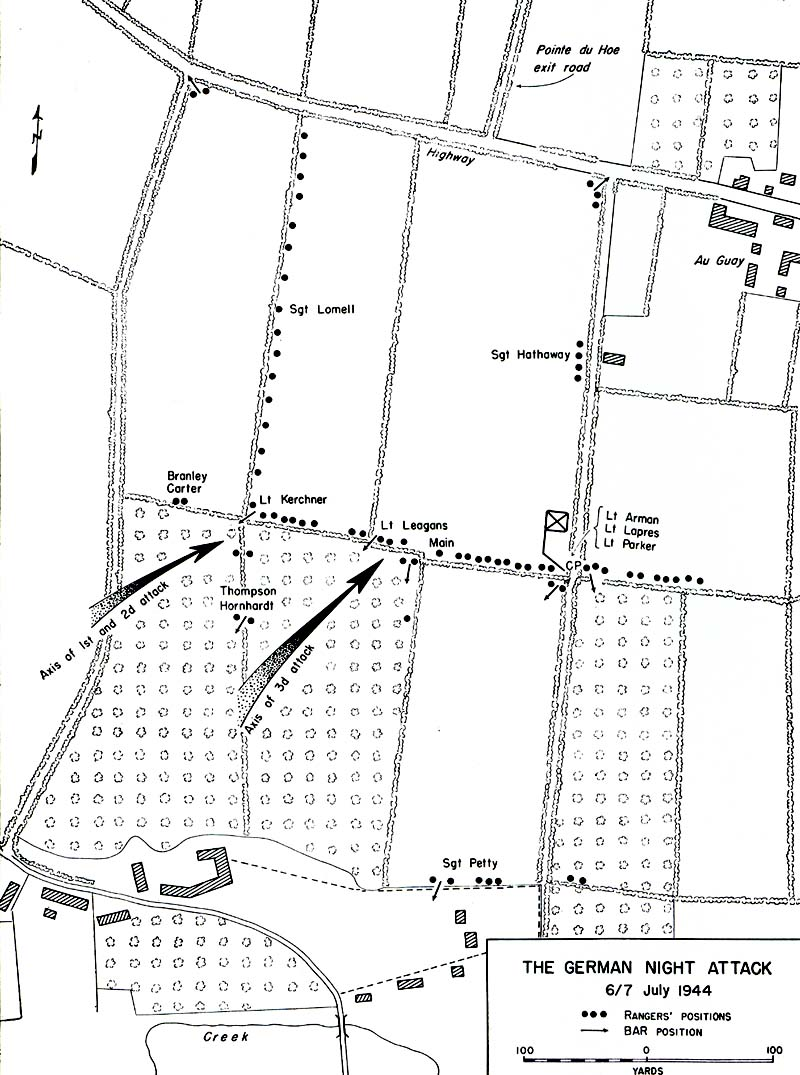 Pointe du Hoe
exit road
N
Highway
Au Guay
Sgt Lomell
Sgt Hathaway
Branley
Carter
Lt Kerchner
Lt Leagans
Main
Lt Arman
Lt Lapres
Lt Parker
CP
Thompson
Hornhardt
Axis of 1st and 2d attack
Axis of 3d attack
Sgt Petty
Creek
THE GERMAN NIGHT ATTACK
6/7 July 1944
RANGERS' POSITIONS
BAR POSITION
100 0 100
YARDS